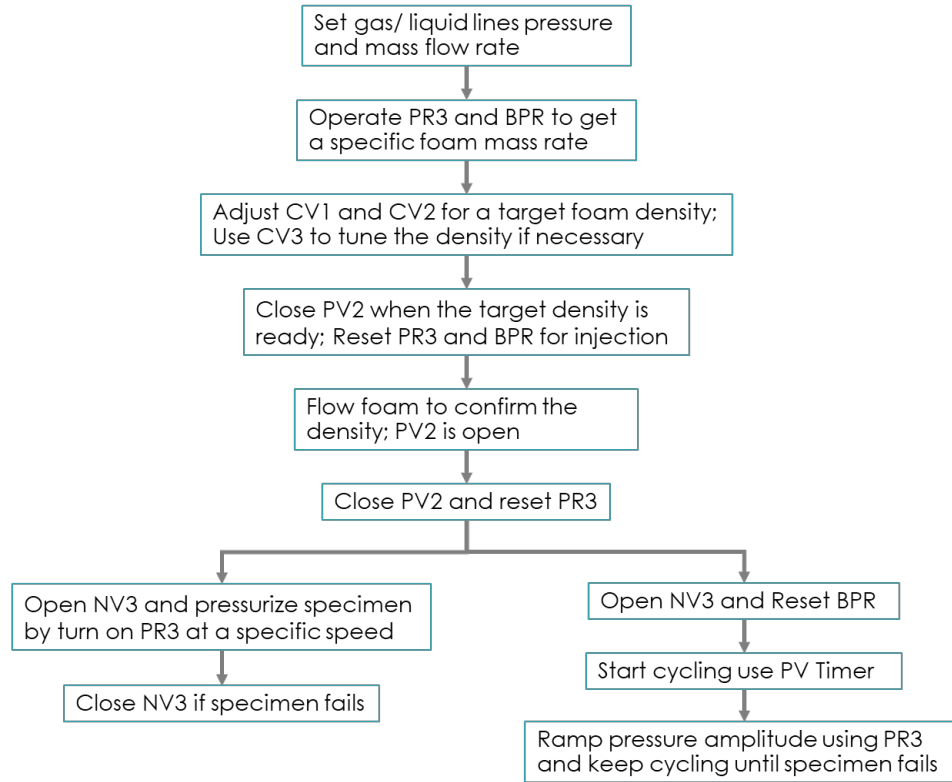 Set gas/ liquid lines pressure
and mass flow rate
Operate PR3 and BPR to get
a specific foam mass rate
Adjust CV1 and CV2 for a target foam density;
Use CV3 to tune the density if necessary
Close PV2 when the target density is
ready; Reset PR3 and BPR for injection
Flow foam to confirm the
density; PV2 is open
Close PV2 and reset PR3
Open NV3 and pressurize specimen
by turn on PR3 at a specific speed
Close NV3 if specimen fails
Open NV3 and Reset BPR
Start cycling use PV Timer
Ramp pressure amplitude using PR3
and keep cycling until specimen fails